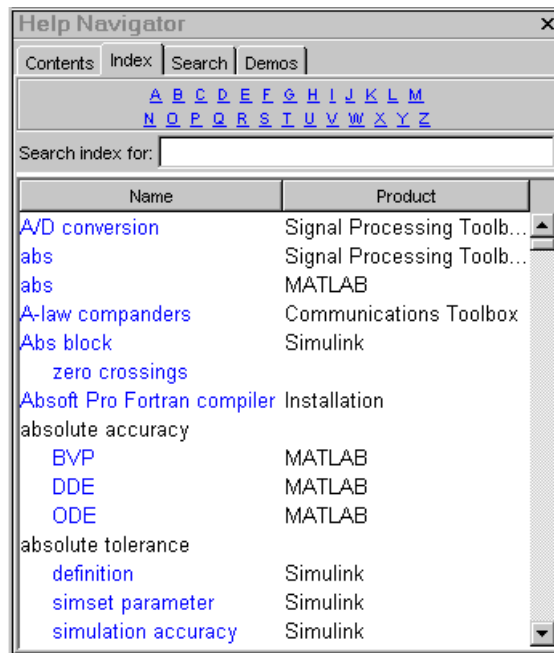 Help Navigator ×
Contents Index Search Demos
A B C D E F G H I J K L M
N O P Q R S T U V W X Y Z
Search index for:
Name Product
A/D conversion Signal Processing Toolb...
abs Signal Processing Toolb...
abs MATLAB
A-law companders Communications Toolbox
Abs block Simulink
zero crossings
Absoft Pro Fortran compiler Installation
absolute accuracy
BVP MATLAB
DDE MATLAB
ODE MATLAB
absolute tolerance
definition Simulink
simset parameter Simulink
simulation accuracy Simulink